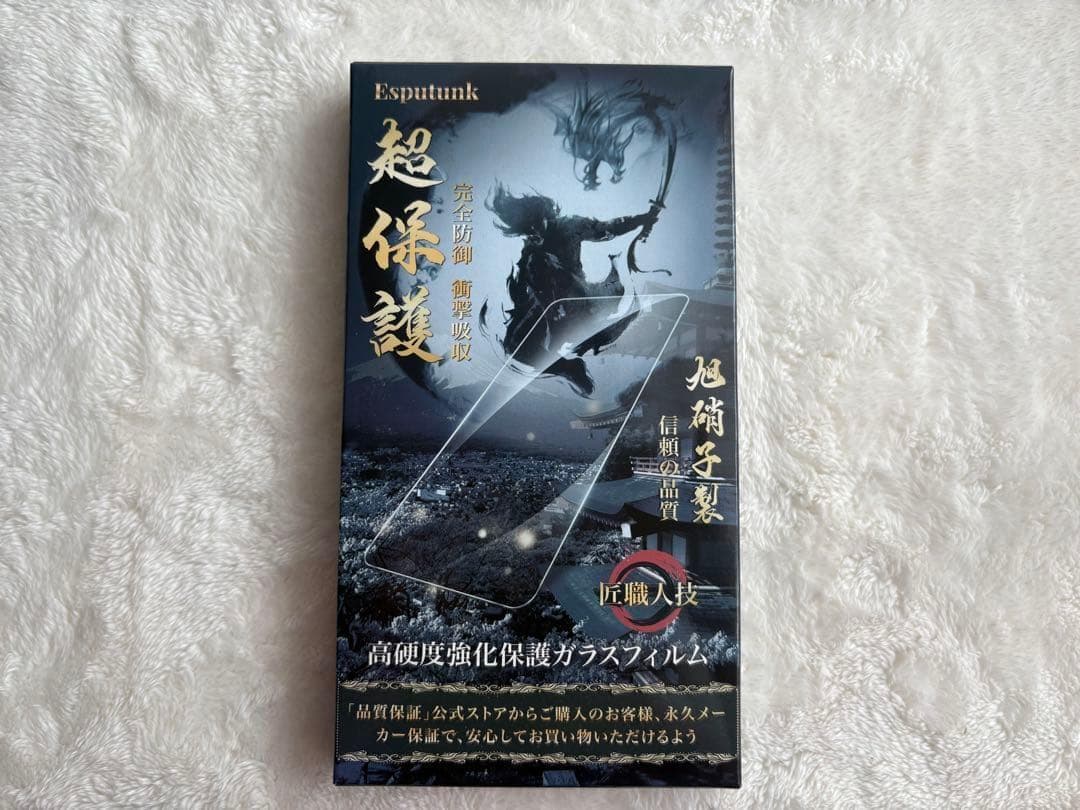 Esputunk
超保護
完全防御 衝撃吸収
旭硝子製
信頼の品質
匠職人技
高硬度強化保護ガラスフィルム
「品質保証」公式ストアからご購入のお客様、永久メー
カー保証で、安心してお買い物いただけるよう